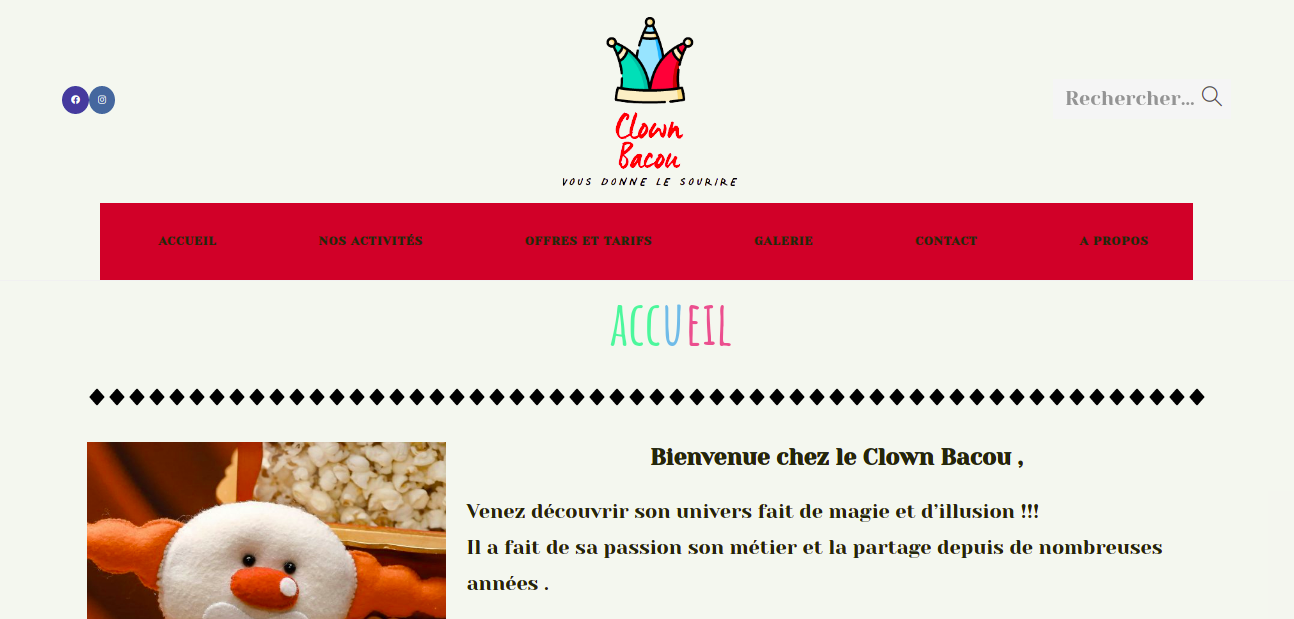 Clown
Bacou
VOUS DONNE LE SOURIRE
Rechercher...
ACCUEIL NOS ACTIVITÉS OFFRES ET TARIFS GALERIE CONTACT A PROPOS
ACCUEIL
Bienvenue chez le Clown Bacou ,
Venez découvrir son univers fait de magie et d’illusion !!!
Il a fait de sa passion son métier et la partage depuis de nombreuses
années .